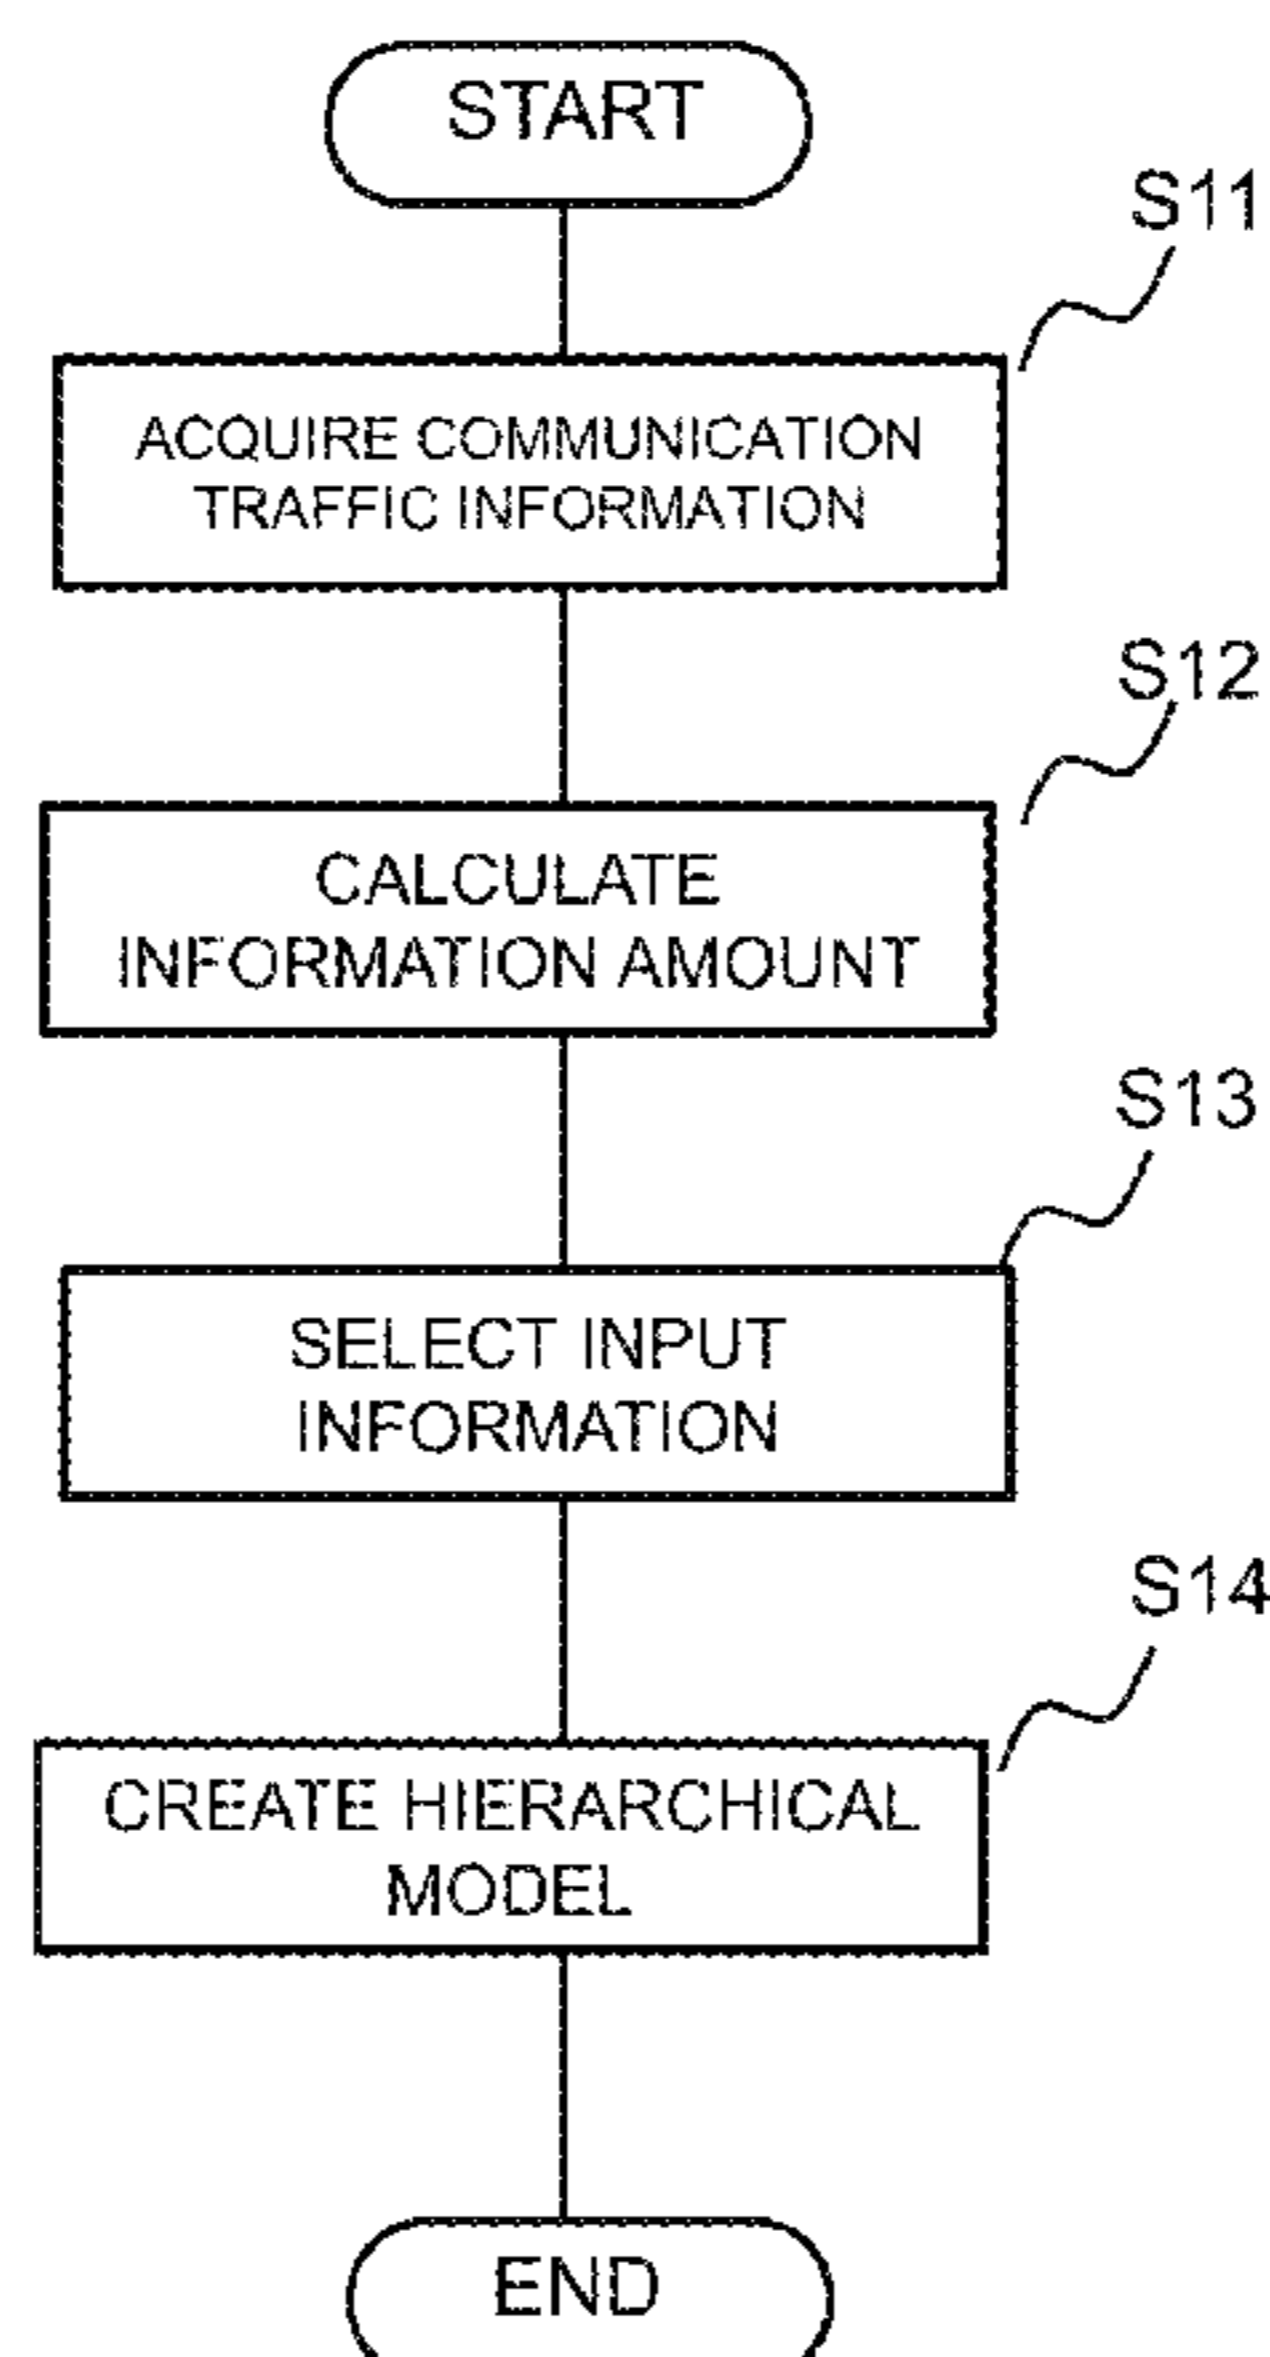 START
S11
ACQUIRE COMMUNICATION
TRAFFIC INFORMATION
S12
CALCULATE
INFORMATION AMOUNT
S13
SELECT INPUT
INFORMATION
S14
CREATE HIERARCHICAL
MODEL
END